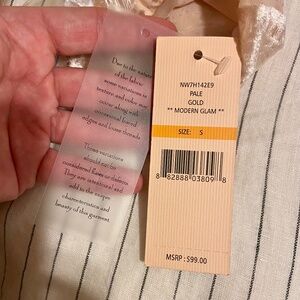 Due to the nature
of the fabric,
some variations in
texture and color may
occur along with
occasional frayed
edges and loose threads
These variations
should not be
considered flaws or defects
They are intentional and
add to the unique
characteristics and
beauty of this garment
NW7H142E9
PALE
GOLD
** MODERN GLAM **
SIZE: S
8 82888 03809 8
MSRP : $99.00